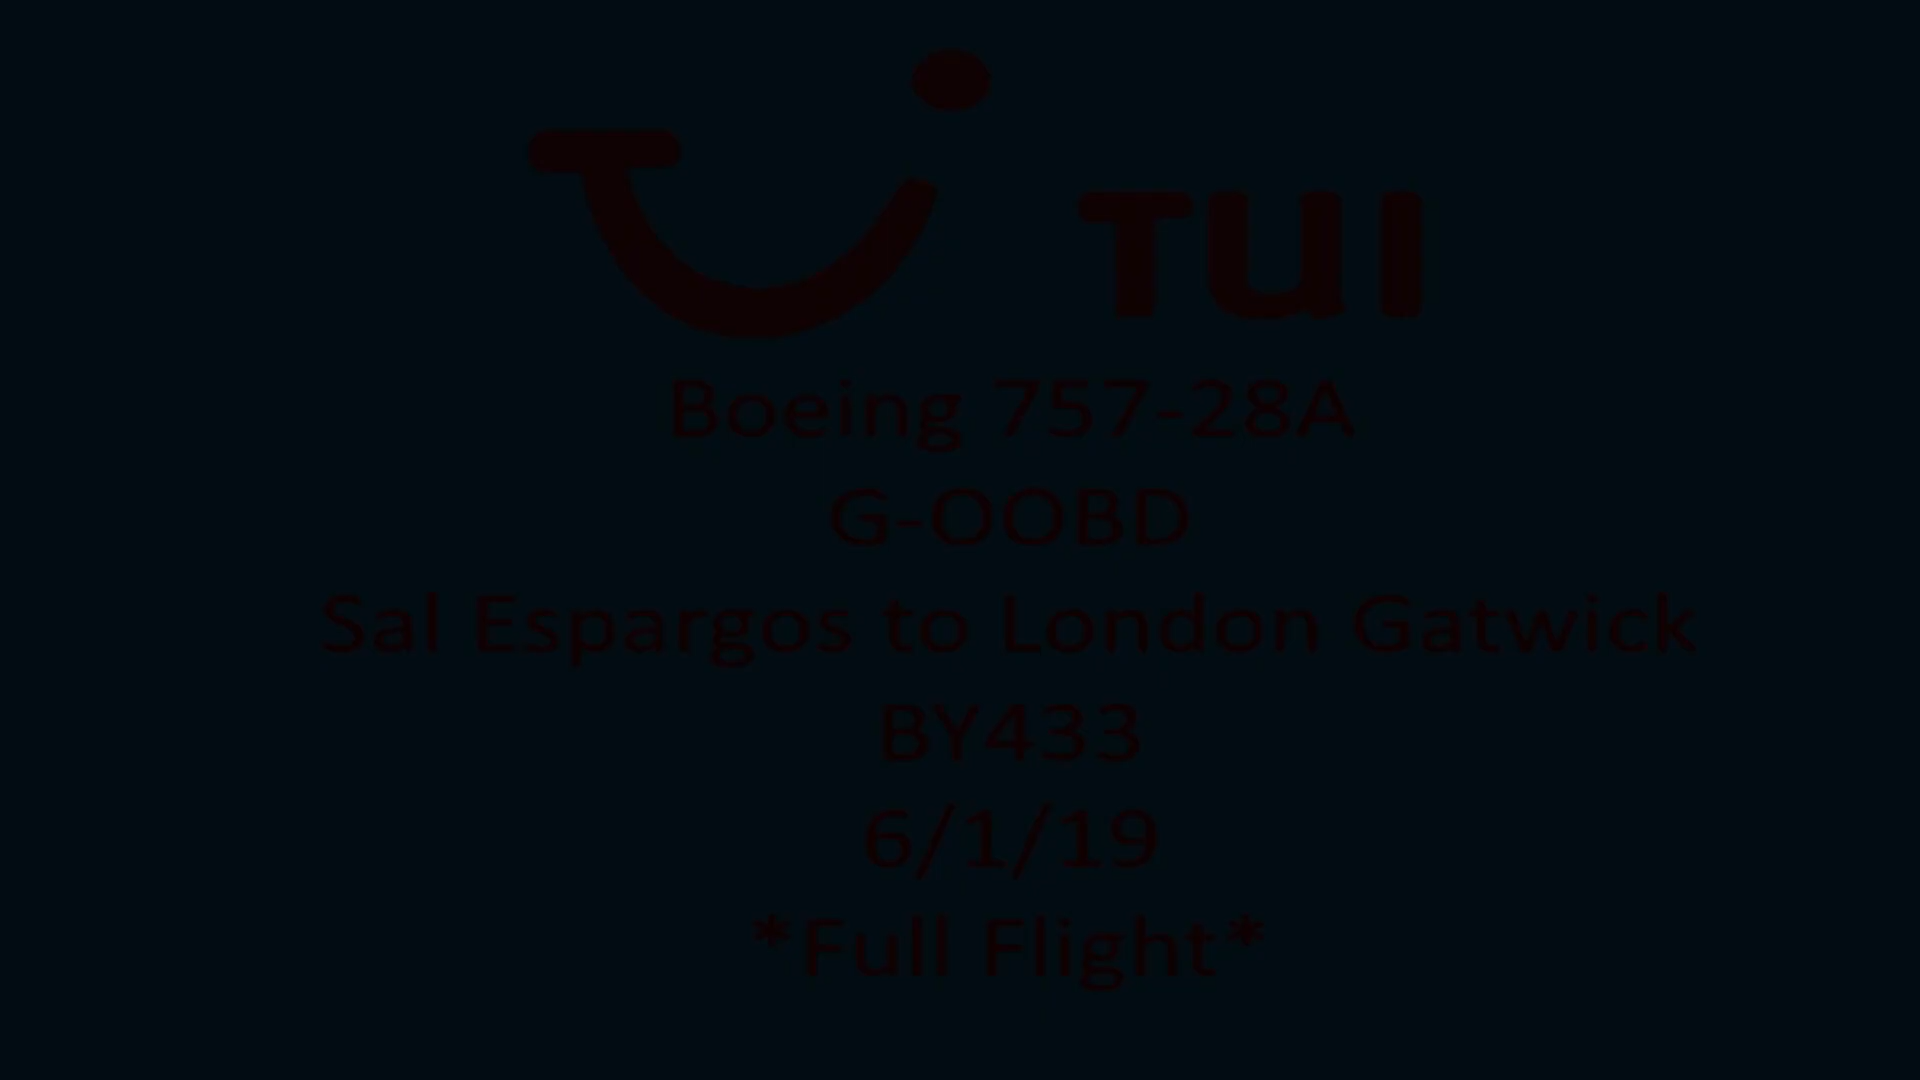 TUI
Boeing 757-28A
G-OOBD
Sal Espargos to London Gatwick
BY433
6/1/19
*Full Flight*